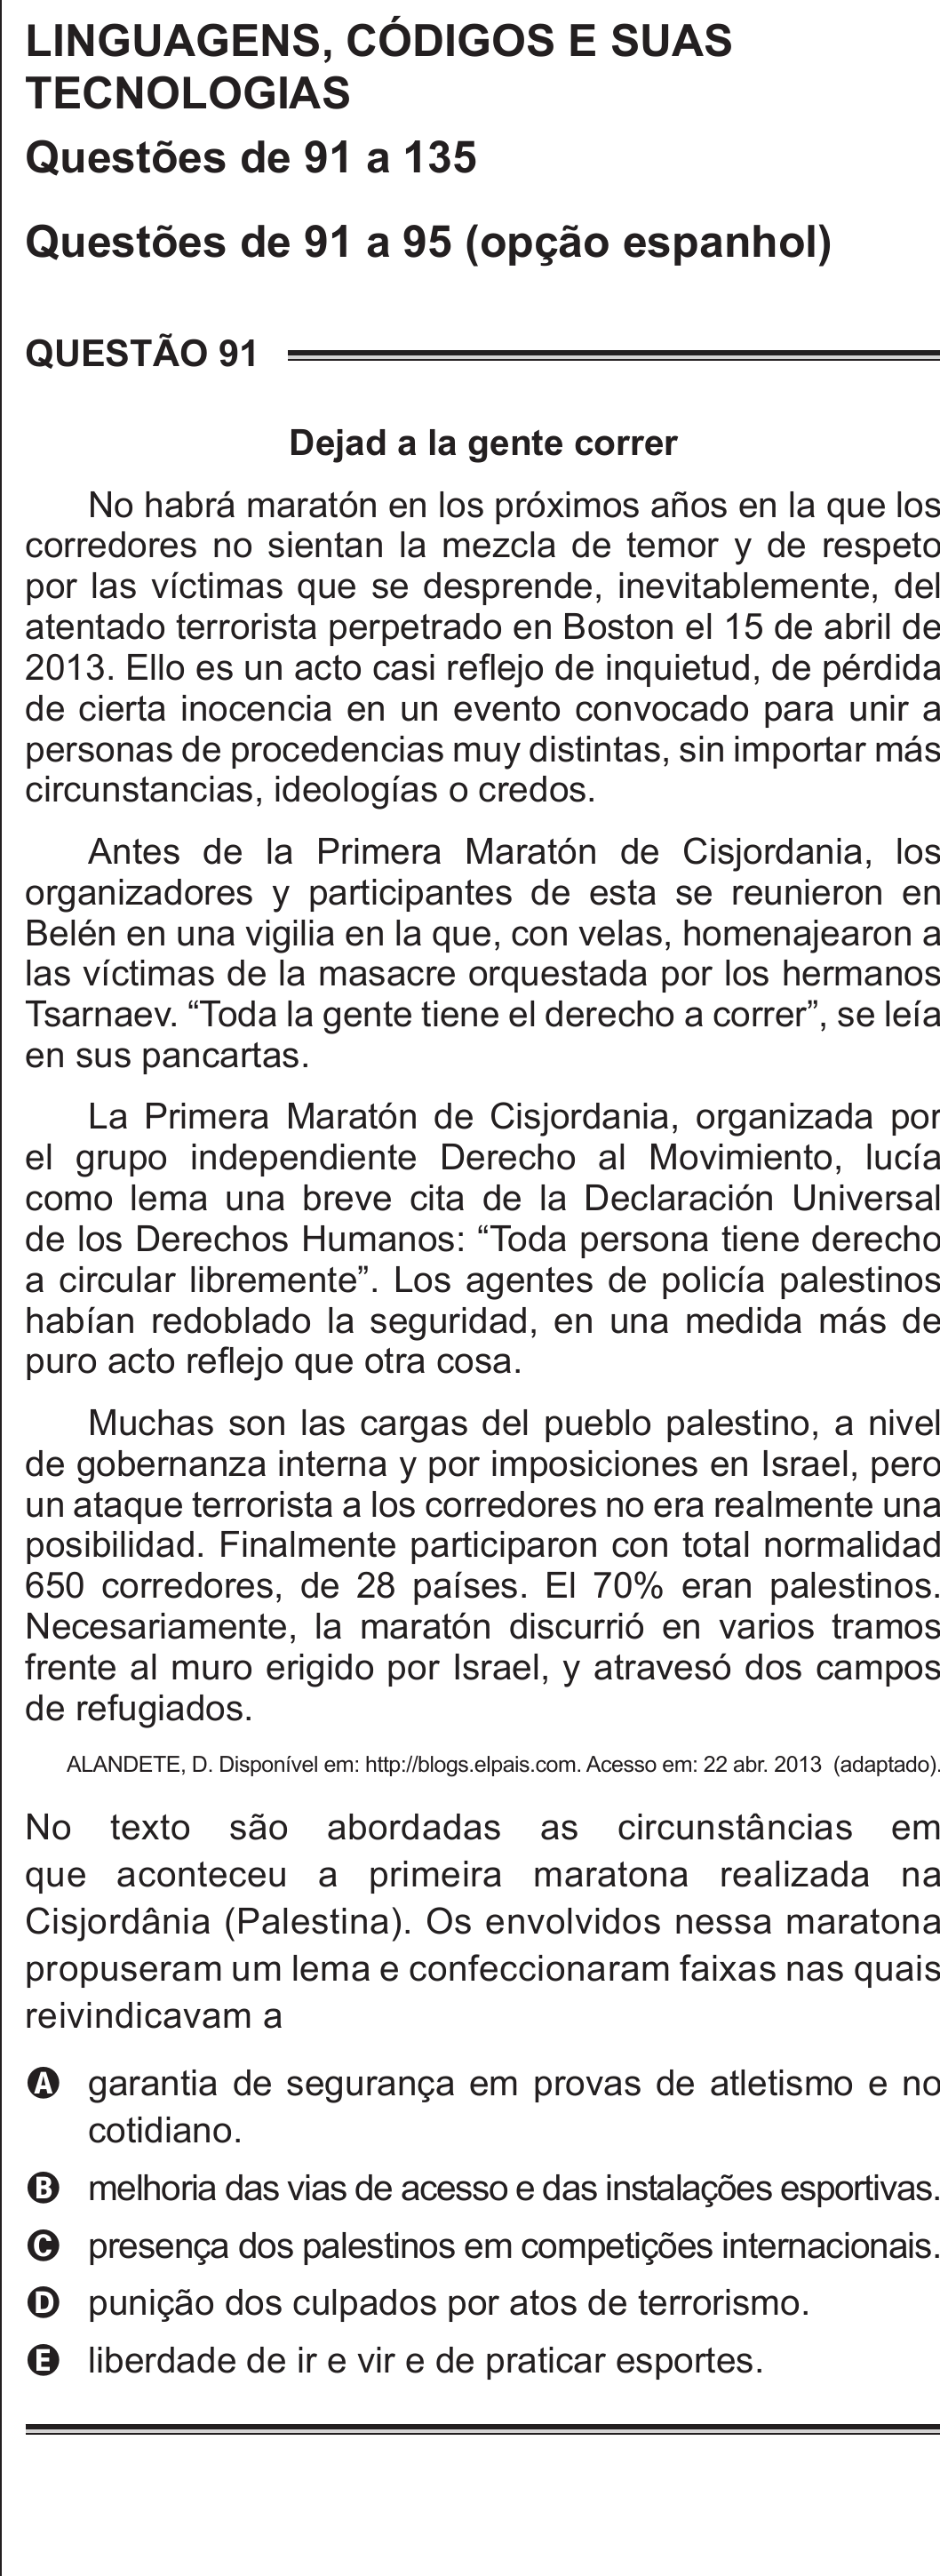 LINGUAGENS, CÓDIGOS E SUAS
TECNOLOGIAS
Questões de 91 a 135
Questões de 91 a 95 (opção espanhol)
QUESTÃO 91
Dejad a la gente correr
No habrá maratón en los próximos años en la que los
corredores no sientan la mezcla de temor y de respeto
por las víctimas que se desprende, inevitablemente, del
atentado terrorista perpetrado en Boston el 15 de abril de
2013. Ello es un acto casi reflejo de inquietud, de pérdida
de cierta inocencia en un evento convocado para unir a
personas de procedencias muy distintas, sin importar más
circunstancias, ideologías o credos.
Antes de la Primera Maratón de Cisjordania, los
organizadores y participantes de esta se reunieron en
Belén en una vigilia en la que, con velas, homenajearon a
las víctimas de la masacre orquestada por los hermanos
Tsarnaev. “Toda la gente tiene el derecho a correr”, se leía
en sus pancartas.
La Primera Maratón de Cisjordania, organizada por
el grupo independiente Derecho al Movimiento, lucía
como lema una breve cita de la Declaración Universal
de los Derechos Humanos: “Toda persona tiene derecho
a circular libremente”. Los agentes de policía palestinos
habían redoblado la seguridad, en una medida más de
puro acto reflejo que otra cosa.
Muchas son las cargas del pueblo palestino, a nivel
de gobernanza interna y por imposiciones en Israel, pero
un ataque terrorista a los corredores no era realmente una
posibilidad. Finalmente participaron con total normalidad
650 corredores, de 28 países. El 70% eran palestinos.
Necesariamente, la maratón discurrió en varios tramos
frente al muro erigido por Israel, y atravesó dos campos
de refugiados.
ALANDETE, D. Disponível em: http://blogs.elpais.com. Acesso em: 22 abr. 2013 (adaptado).
No texto são abordadas as circunstâncias em
que aconteceu a primeira maratona realizada na
Cisjordânia (Palestina). Os envolvidos nessa maratona
propuseram um lema e confeccionaram faixas nas quais
reivindicavam a
A garantia de segurança em provas de atletismo e no
cotidiano.
B melhoria das vias de acesso e das instalações esportivas.
C presença dos palestinos em competições internacionais.
D punição dos culpados por atos de terrorismo.
E liberdade de ir e vir e de praticar esportes.